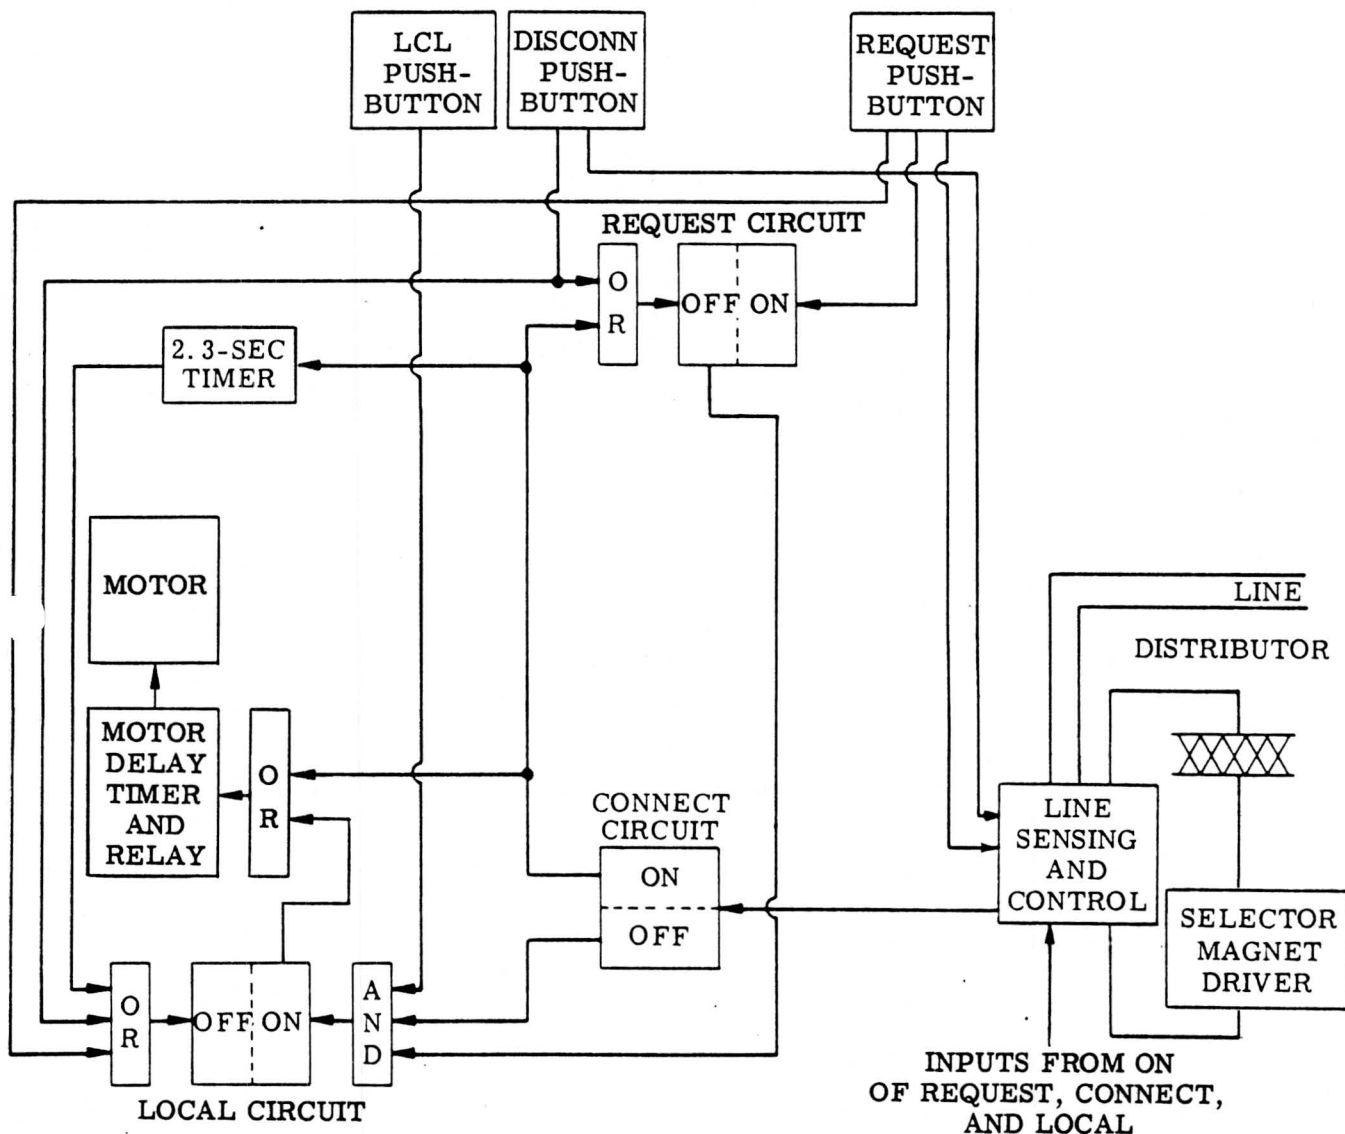 LCL
PUSH-
BUTTON
DISCONN
PUSH-
BUTTON
REQUEST
PUSH-
BUTTON
REQUEST CIRCUIT
O
R
OFF ON
2.3-SEC
TIMER
MOTOR
LINE
DISTRIBUTOR
MOTOR
DELAY
TIMER
AND
RELAY
O
R
CONNECT
CIRCUIT
ON
OFF
LINE
SENSING
AND
CONTROL
SELECTOR
MAGNET
DRIVER
O
R
OFF ON
A
N
D
LOCAL CIRCUIT
INPUTS FROM ON
OF REQUEST, CONNECT,
AND LOCAL